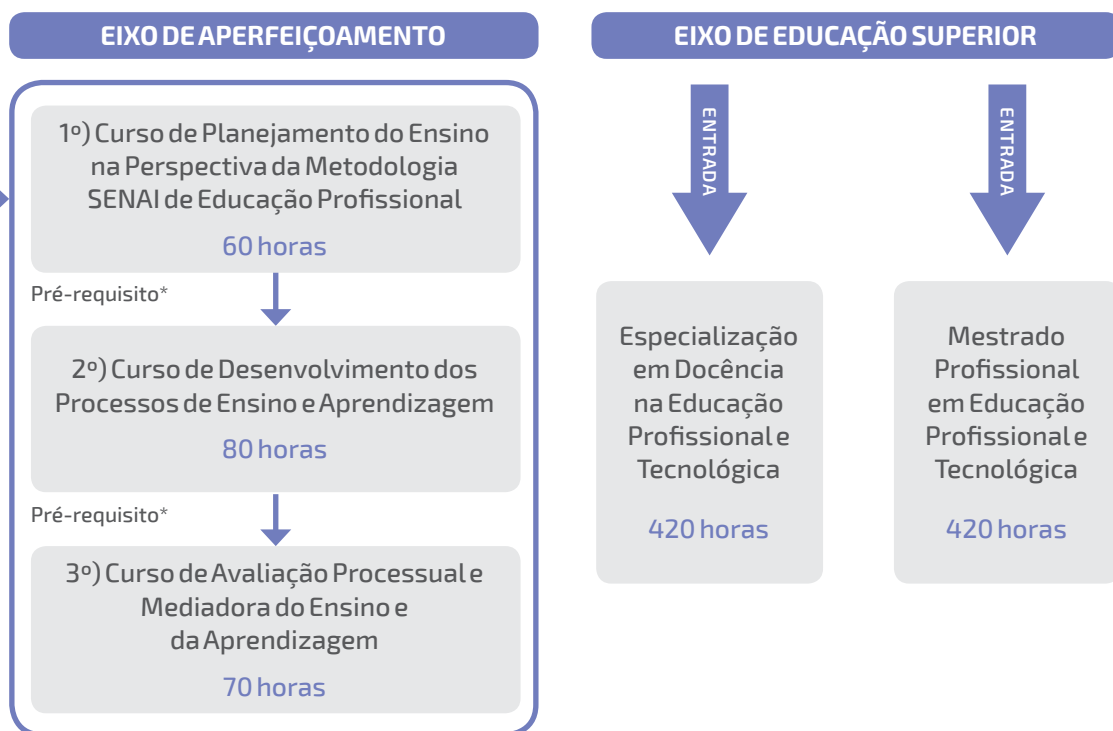 EIXO DE APERFEIÇOAMENTO
1º) Curso de Planejamento do Ensino
na Perspectiva da Metodologia
SENAI de Educação Profissional
60 horas
Pré-requisito*
2º) Curso de Desenvolvimento dos
Processos de Ensino e Aprendizagem
80 horas
Pré-requisito*
3º) Curso de Avaliação Processual e
Mediadora do Ensino e
da Aprendizagem
70 horas
EIXO DE EDUCAÇÃO SUPERIOR
ENTRADA
Especialização
em Docência
na Educação
Profissional e
Tecnológica
420 horas
ENTRADA
Mestrado
Profissional
em Educação
Profissional e
Tecnológica
420 horas